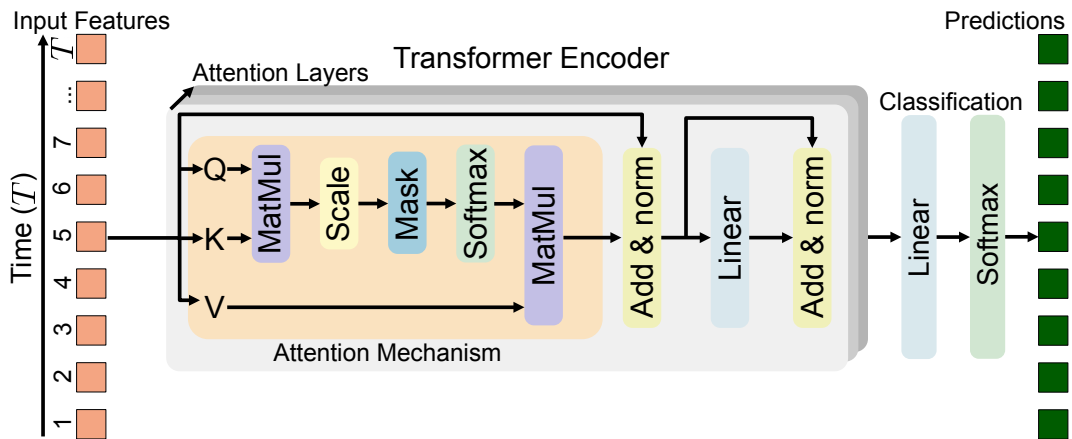 Input Features
Predictions
Transformer Encoder
Attention Layers
Classification
Time (T)
T
...
7
6
5
4
3
2
1
Q
K
V
MatMul
Scale
Mask
Softmax
MatMul
Add & norm
Linear
Add & norm
Linear
Softmax
Attention Mechanism